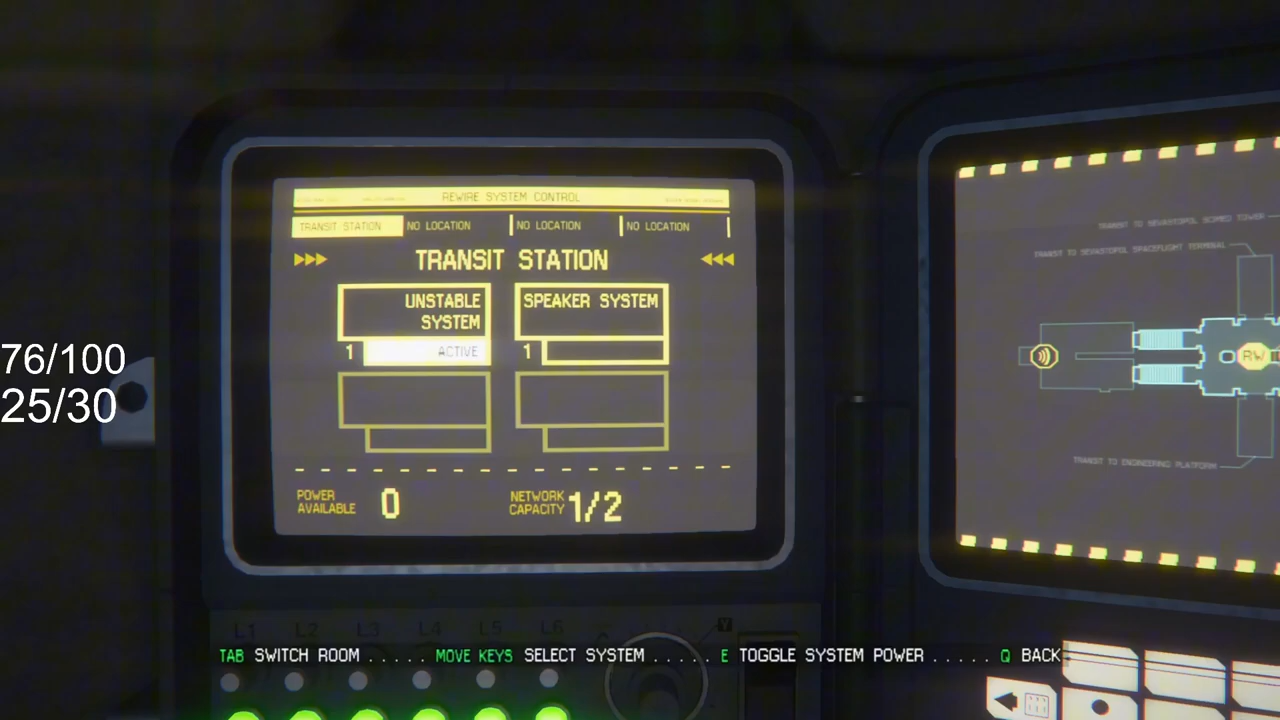 REWIRE SYSTEM CONTROL
TRANSIT STATION
NO LOCATION
NO LOCATION
NO LOCATION
TRANSIT STATION
UNSTABLE
SYSTEM
SPEAKER SYSTEM
1
ACTIVE
1
POWER
AVAILABLE
0
NETWORK
CAPACITY
1/2
76/100
25/30
TRANSIT TO SEVASTOPOL SCIMED TOWER
TRANSIT TO SEVASTOPOL SPACEFLIGHT TERMINAL
RW
TRANSIT TO ENGINEERING PLATFORM
L1 L2 L3 L4 L5 L6
TAB SWITCH ROOM ..... MOVE KEYS SELECT SYSTEM ..... E TOGGLE SYSTEM POWER ..... Q BACK